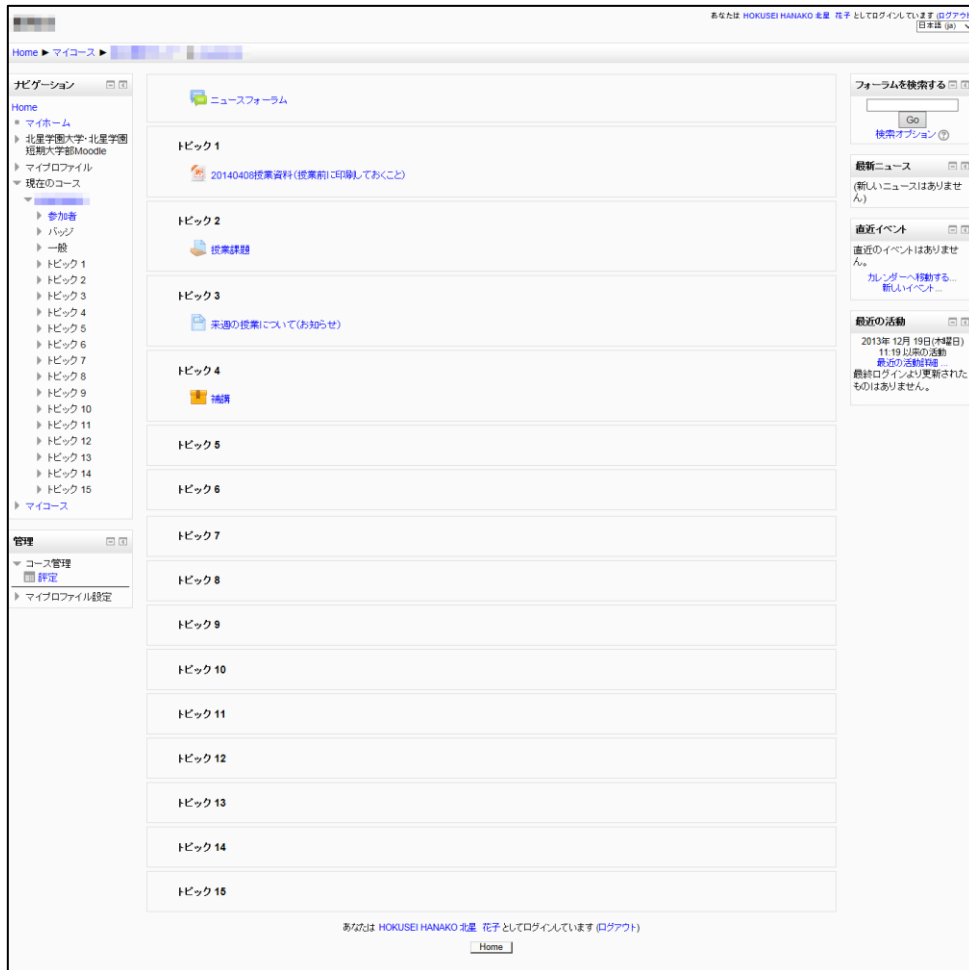 あなたは HOKUSEI HANAKO 北星 花子 としてログインしています (ログアウト
日本語 (ja)
Home ► マイコース ►
ナビゲーション
Home
マイホーム
北星学園大学・北星学園
短期大学部Moodle
マイプロファイル
現在のコース
参加者
バッジ
一般
トピック 1
トピック 2
トピック 3
トピック 4
トピック 5
トピック 6
トピック 7
トピック 8
トピック 9
トピック 10
トピック 11
トピック 12
トピック 13
トピック 14
トピック 15
マイコース
管理
コース管理
評定
マイプロファイル設定
ニュースフォーラム
トピック 1
20140408授業資料(授業前に印刷しておくこと)
トピック 2
授業課題
トピック 3
来週の授業について(お知らせ)
トピック 4
補講
トピック 5
トピック 6
トピック 7
トピック 8
トピック 9
トピック 10
トピック 11
トピック 12
トピック 13
トピック 14
トピック 15
フォーラムを検索する
Go
検索オプション
最新ニュース
(新しいニュースはありませ
ん)
直近イベント
直近のイベントはありませ
ん。
カレンダーへ移動する...
新しいイベント...
最近の活動
2013年 12月 19日(木曜日)
11:19 以来の活動
最近の活動詳細 ...
最終ログインより更新された
ものはありません。
あなたは HOKUSEI HANAKO 北星 花子 としてログインしています (ログアウト)
Home